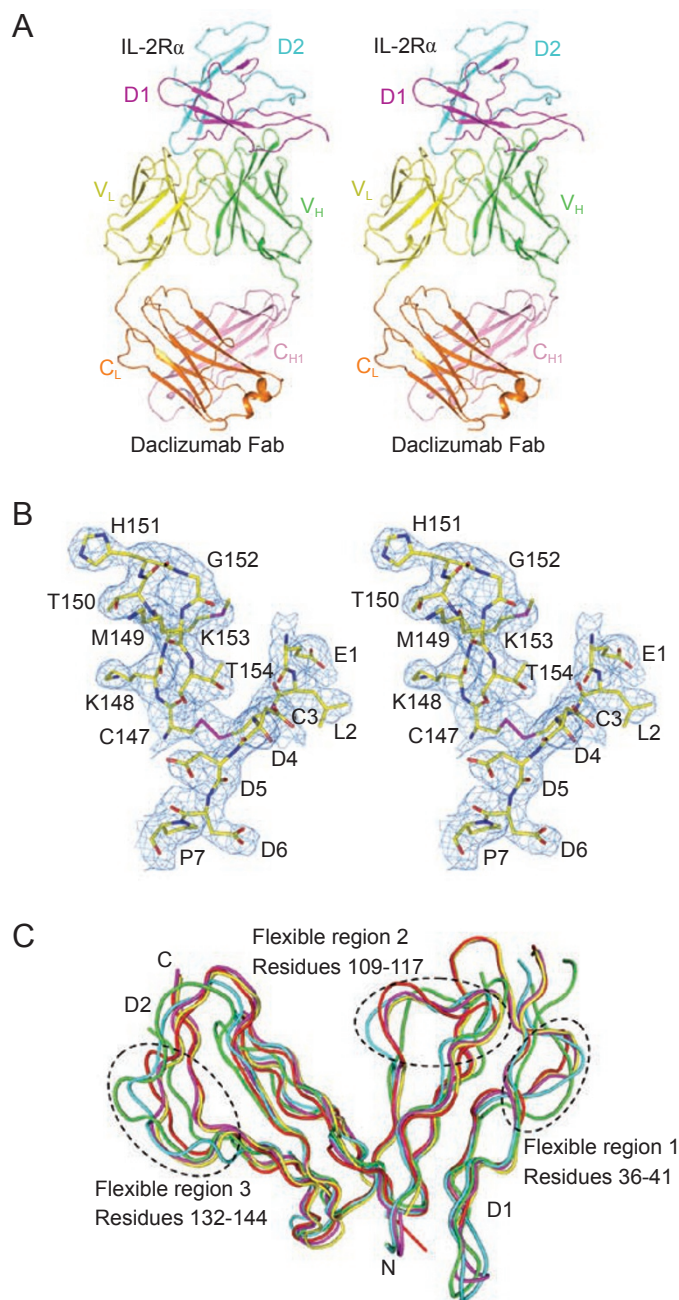 A
IL-2Rα D2
D1
VL
VH
CL
CH1
Daclizumab Fab
IL-2Rα D2
D1
VL
VH
CL
CH1
Daclizumab Fab
B
H151
G152
T150
M149
K153
E1
K148
T154
C3
L2
C147
D4
D5
P7
D6
H151
G152
T150
M149
K153
E1
K148
T154
C3
L2
C147
D4
D5
P7
D6
C
Flexible region 2
Residues 109-117
C
D2
Flexible region 1
Residues 36-41
Flexible region 3
Residues 132-144
D1
N